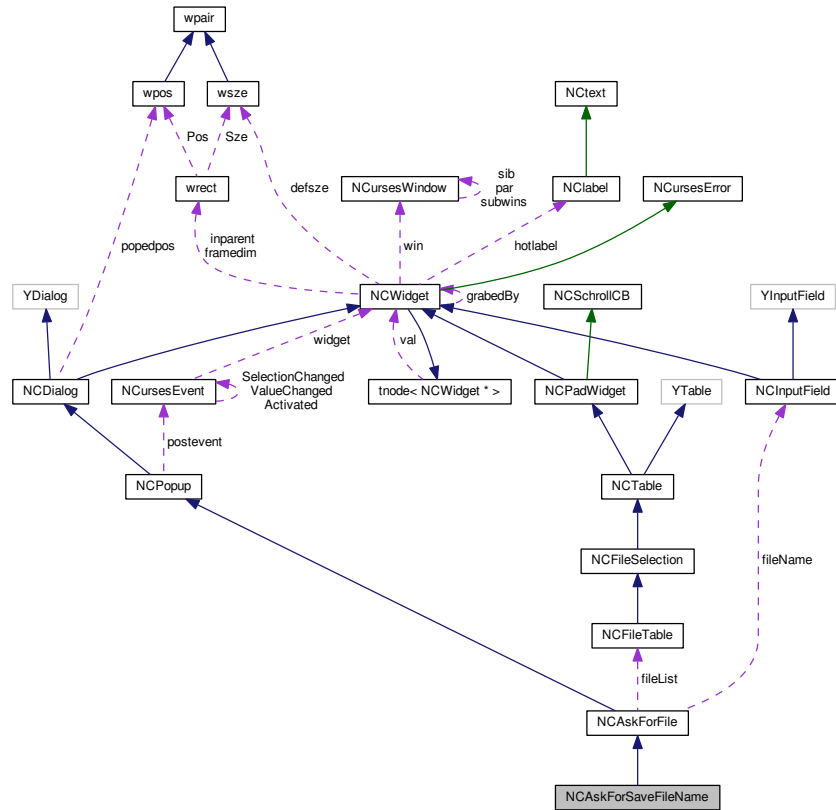 wpair
wpos
wsze
NCtext
Pos
Sze
wrect
NCursesWindow
sib
par
subwins
NClabel
NCursesError
defsze
popedpos
inparent
framedim
win
hotlabel
YDialog
NCWidget
grabedBy
NCSchrollCB
YInputField
widget
val
NCDialog
NCursesEvent
SelectionChanged
ValueChanged
Activated
tnode< NCWidget * >
NCPadWidget
YTable
NCInputField
postevent
NCPopup
NCTable
NCFileSelection
fileName
NCFileTable
fileList
NCAskForFile
NCAskForSaveFileName